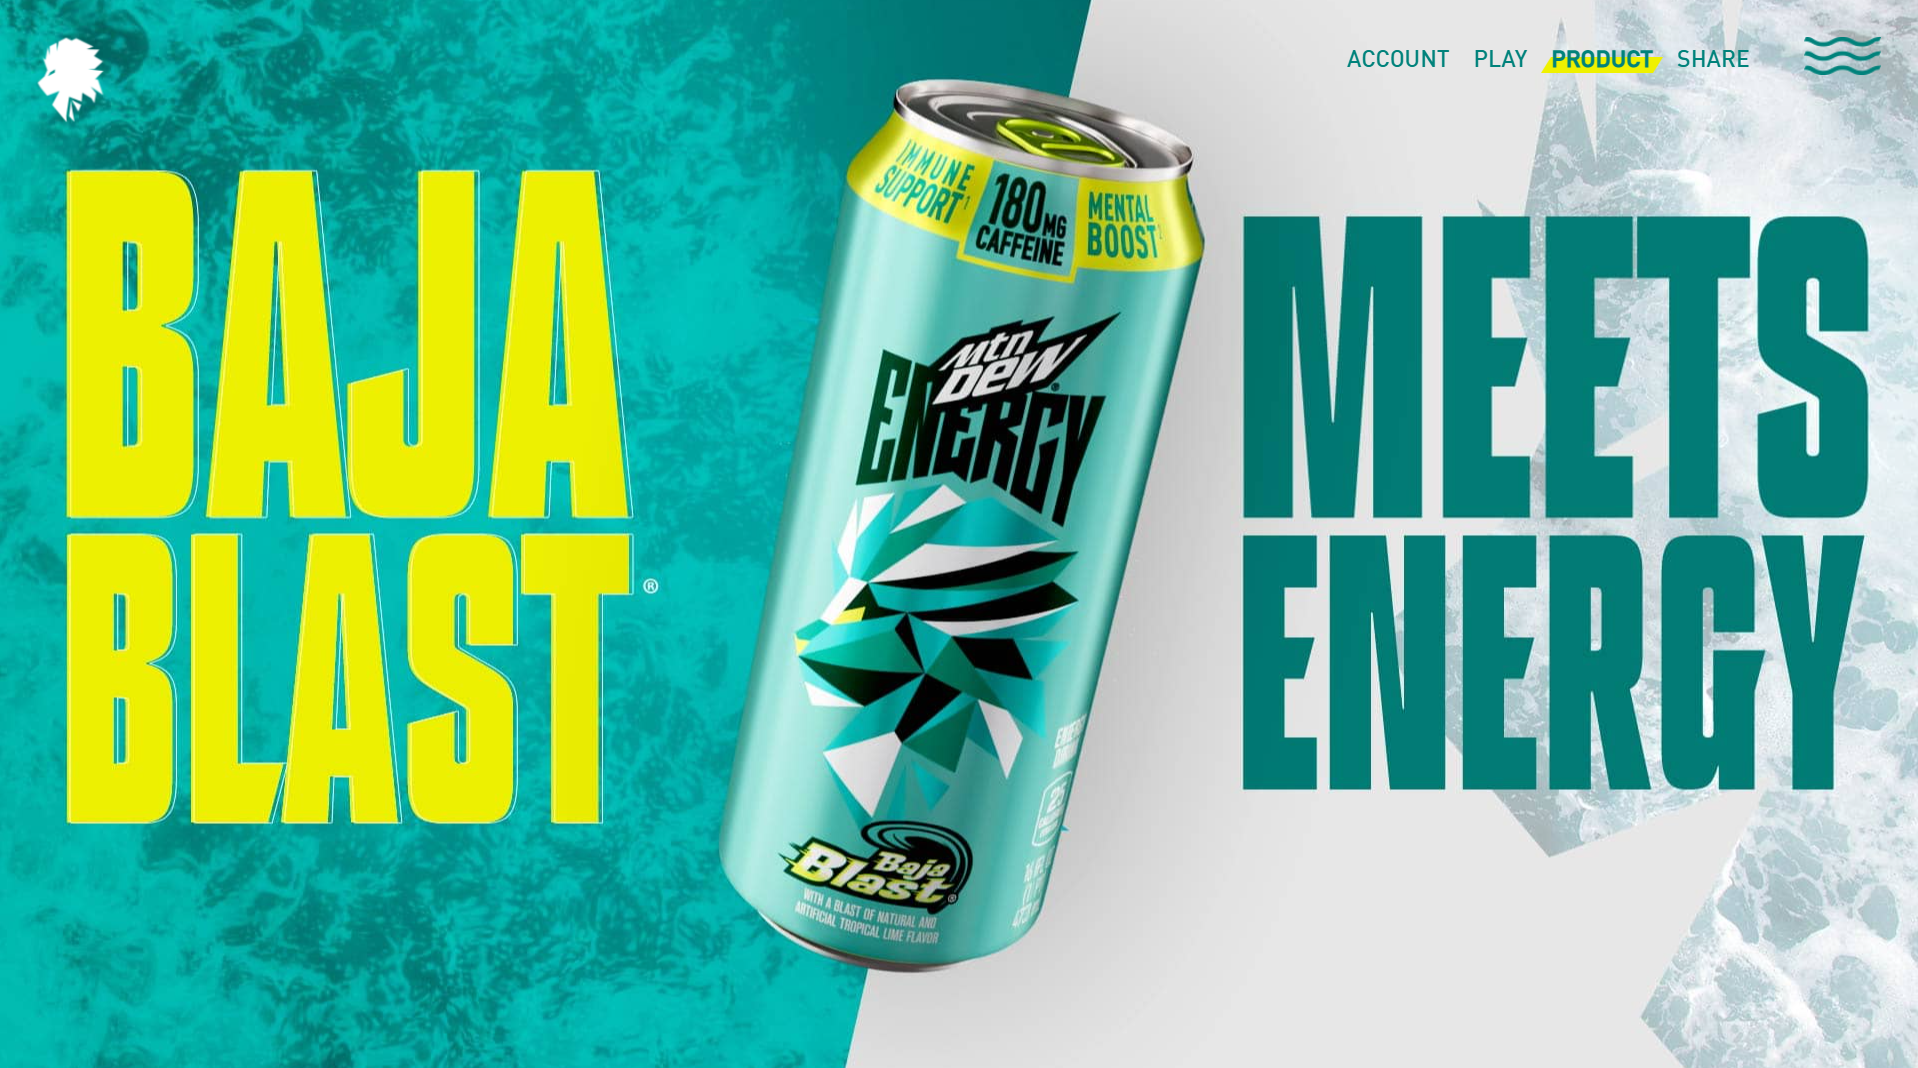 ACCOUNT PLAY PRODUCT SHARE
BAJA
BLAST®
IMMUNE
SUPPORT¹
180MG
CAFFEINE
MENTAL
BOOST
mtn
DEW®
ENERGY
Baja
Blast®
WITH A BLAST OF NATURAL AND
ARTIFICIAL TROPICAL LIME FLAVOR
MEETS
ENERGY